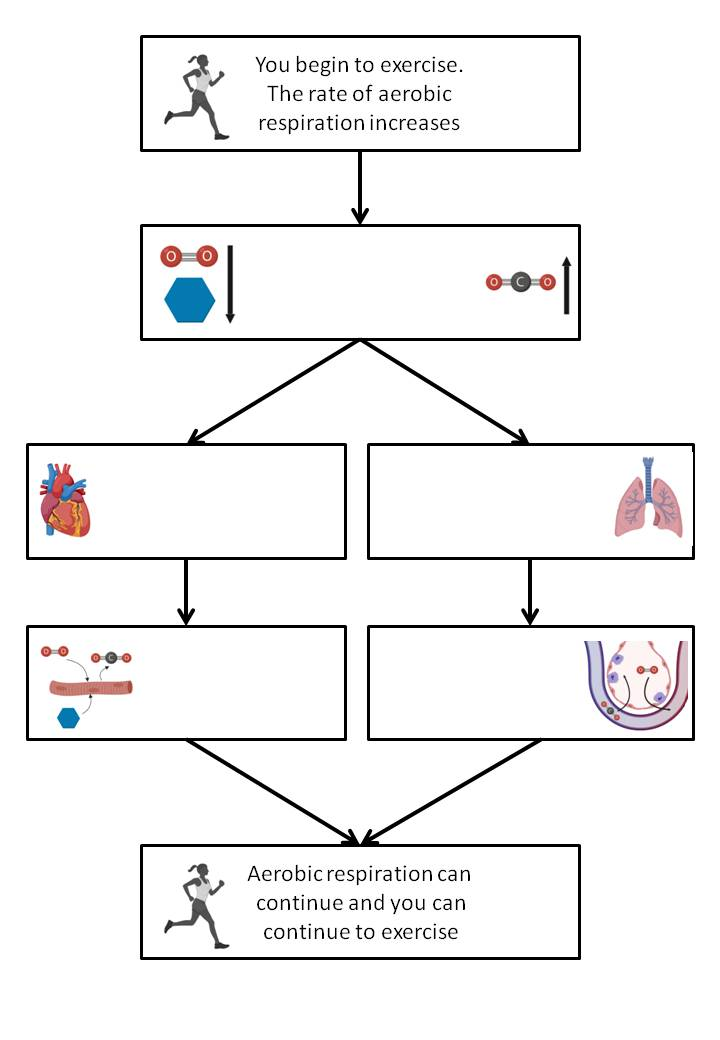 You begin to exercise.
The rate of aerobic
respiration increases
O O
O C O
O O
O C O
Aerobic respiration can
continue and you can
continue to exercise